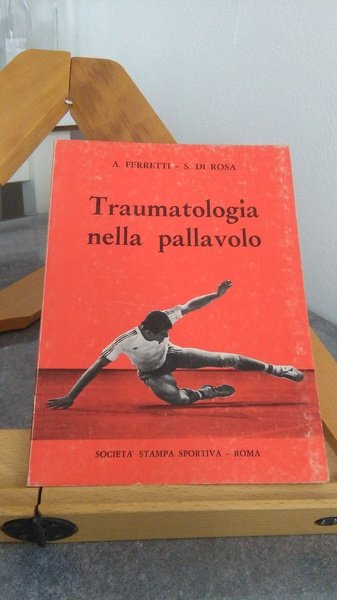 A. FERRETTI - S. DI ROSA
Traumatologia
nella pallavolo
SOCIETA' STAMPA SPORTIVA - ROMA